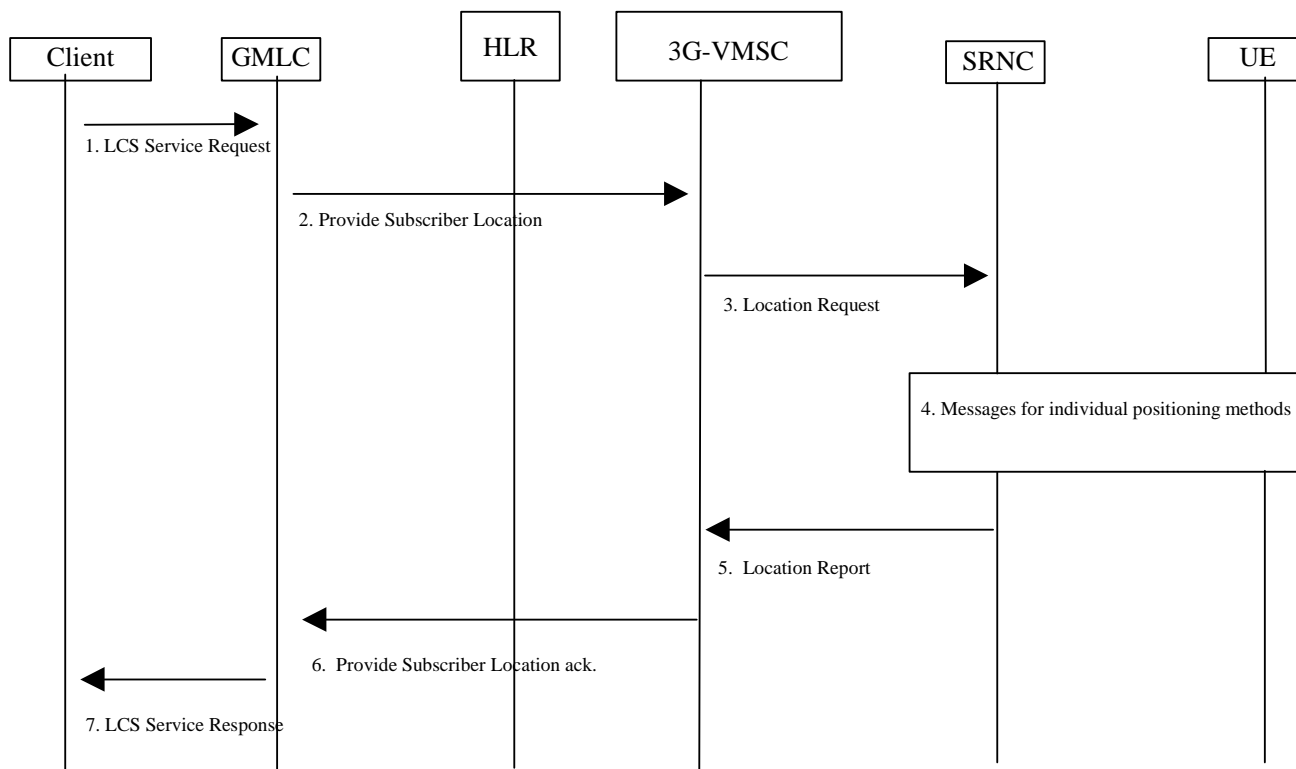 Client
GMLC
HLR
3G-VMSC
SRNC
UE
1. LCS Service Request
2. Provide Subscriber Location
3. Location Request
4. Messages for individual positioning methods
5. Location Report
6. Provide Subscriber Location ack.
7. LCS Service Response